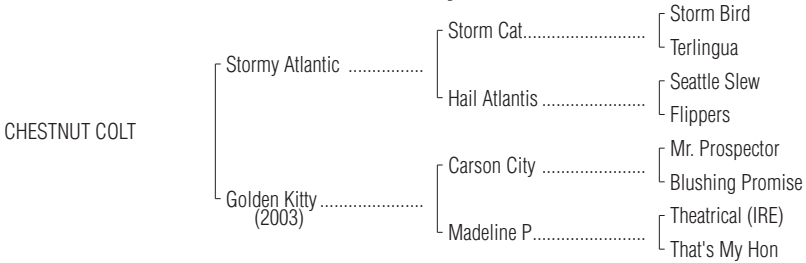 Storm Bird
Storm Cat..........................
Terlingua
Stormy Atlantic ................
Seattle Slew
Hail Atlantis ......................
Flippers
CHESTNUT COLT
Mr. Prospector
Carson City ......................
Blushing Promise
Golden Kitty......................
(2003)
Theatrical (IRE)
Madeline P........................
That's My Hon